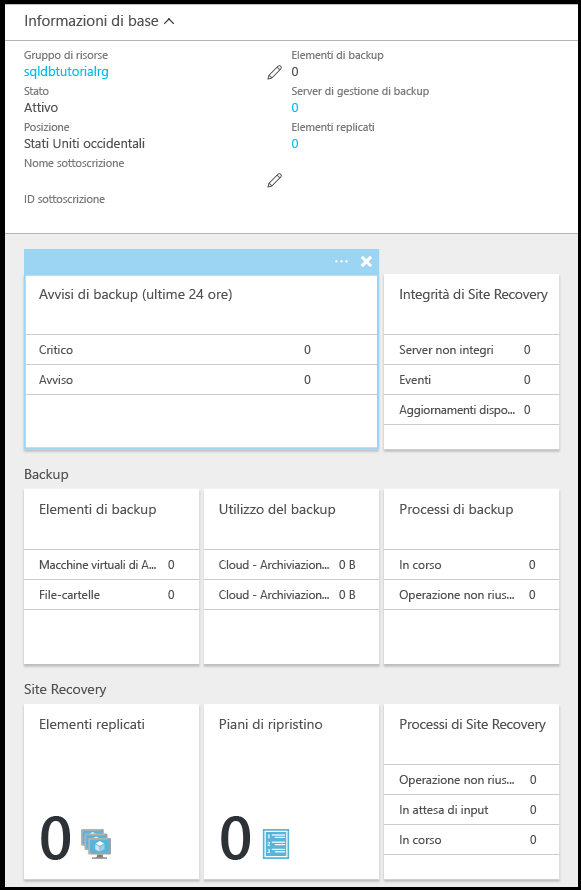 Informazioni di base
Gruppo di risorse
sqldbtutorialrg
Stato
Attivo
Posizione
Stati Uniti occidentali
Nome sottoscrizione
ID sottoscrizione
Elementi di backup
0
Server di gestione di backup
0
Elementi replicati
0
Avvisi di backup (ultime 24 ore)
Critico 0
Avviso 0
Integrità di Site Recovery
Server non integri 0
Eventi 0
Aggiornamenti dispo... 0
Backup
Elementi di backup
Macchine virtuali di A... 0
File-cartelle 0
Utilizzo del backup
Cloud - Archiviazion... 0 B
Cloud - Archiviazion... 0 B
Processi di backup
In corso 0
Operazione non rius... 0
Site Recovery
Elementi replicati
0
Piani di ripristino
0
Processi di Site Recovery
Operazione non rius... 0
In attesa di input 0
In corso 0